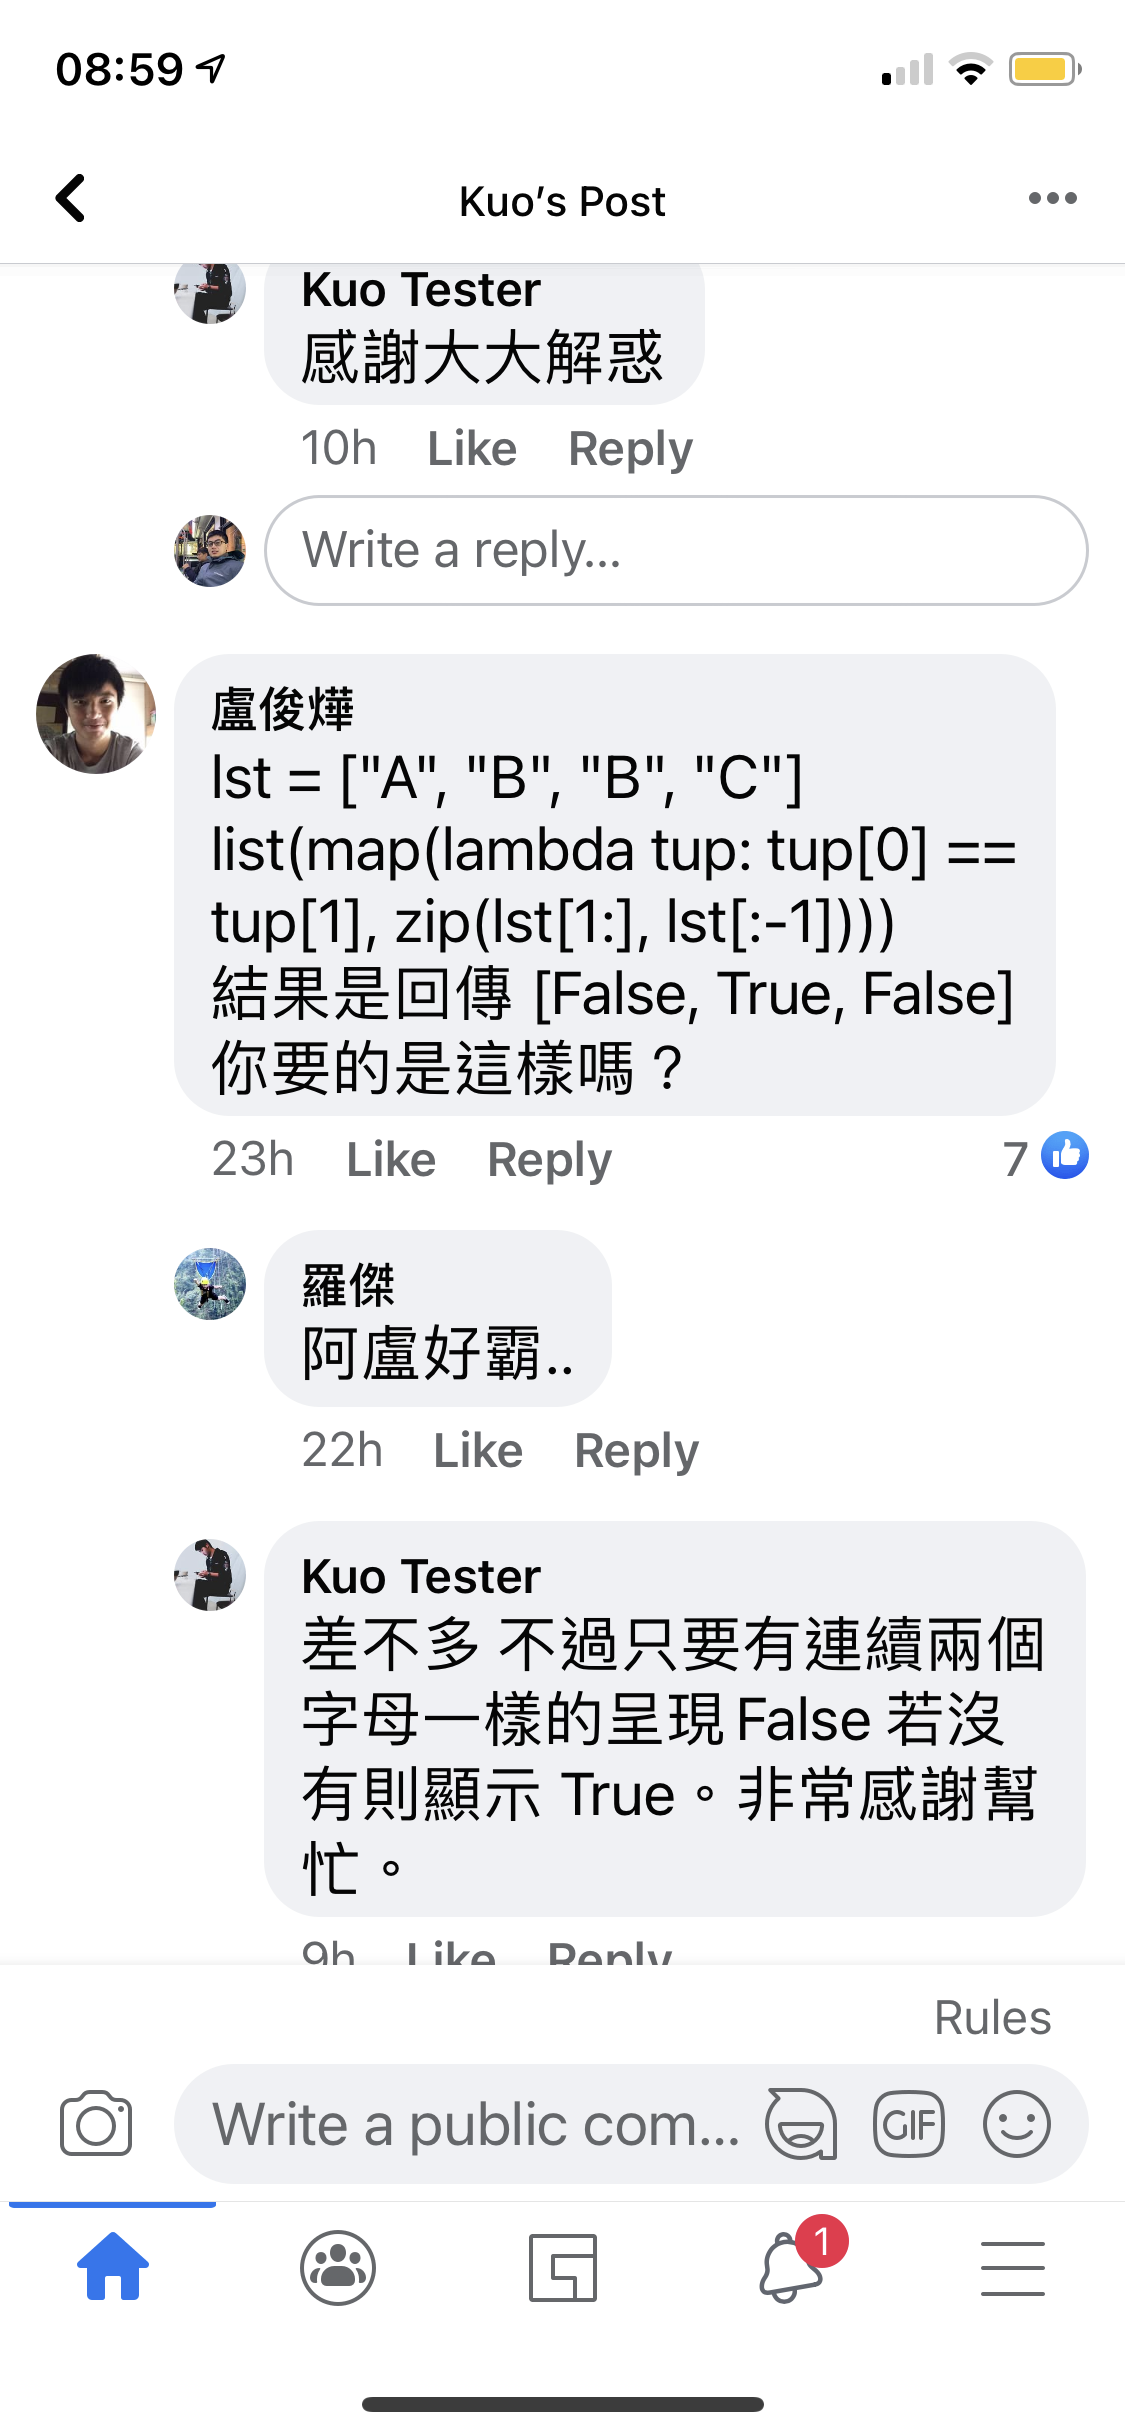 08:59
Kuo's Post
Kuo Tester
感謝大大解惑
10h Like Reply
Write a reply...
盧俊燁
lst = ["A", "B", "B", "C"]
list(map(lambda tup: tup[0] ==
tup[1], zip(lst[1:], lst[:-1])))
結果是回傳 [False, True, False]
你要的是這樣嗎？
23h Like Reply 7
羅傑
阿盧好霸..
22h Like Reply
Kuo Tester
差不多 不過只要有連續兩個
字母一樣的呈現 False 若沒
有則顯示 True。非常感謝幫
忙。
9h Like Reply
Rules
Write a public com...
GIF
1